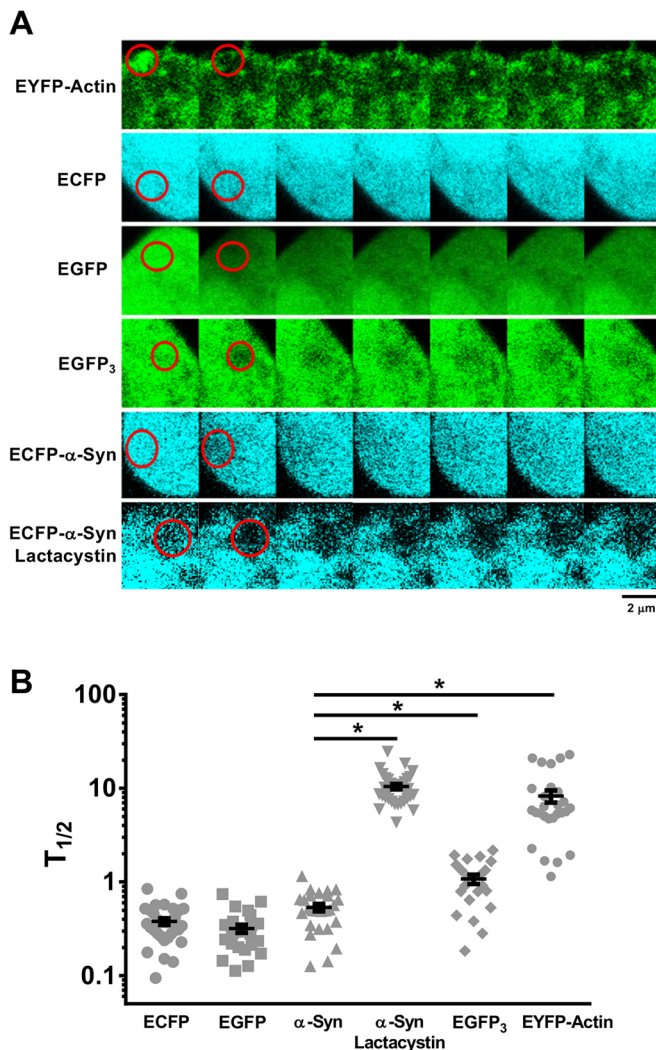 A
EYFP-Actin
ECFP
EGFP
EGFP₃
ECFP-α-Syn
ECFP-α-Syn
Lactacystin
2 μm
B
*
*
*
100
10
1
0.1
T1/2
ECFP
EGFP
α-Syn
α-Syn
Lactacystin
EGFP₃
EYFP-Actin